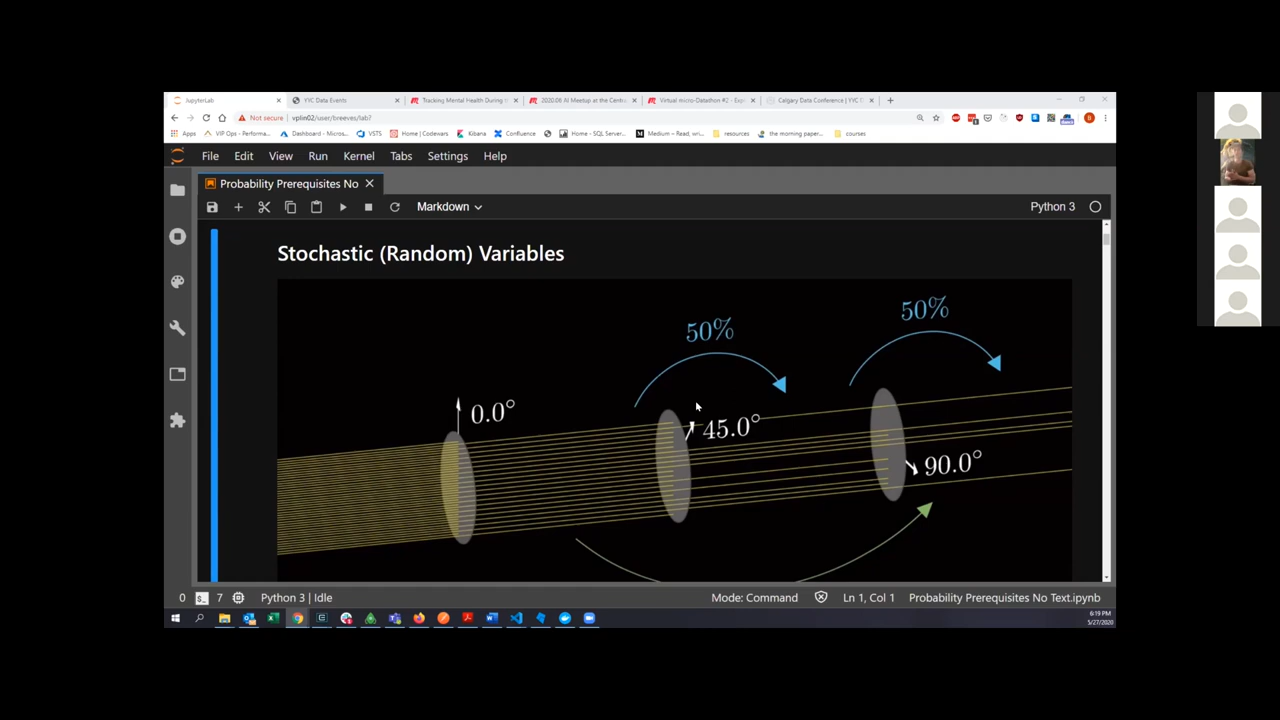 JupyterLab
YYC Data Events
Tracking Mental Health During th
2020.08 AI Meetup at the Centra
Virtual micro-Datathon #2 - Exp
Calgary Data Conference | YYC D
Not secure
vplin02/user/breeves/lab?
Apps
VIP Ops - Performa...
Dashboard - Micros...
VSTS
Home | Codewars
Kibana
Confluence
Home - SQL Server...
Medium – Read, wri...
resources
the morning paper...
courses
File Edit View Run Kernel Tabs Settings Help
Probability Prerequisites No
Markdown
Python 3
Stochastic (Random) Variables
50%
50%
0.0°
45.0°
90.0°
0
7
Python 3 | Idle
Mode: Command
Ln 1, Col 1
Probability Prerequisites No Text.ipynb
6:19 PM
5/27/2020